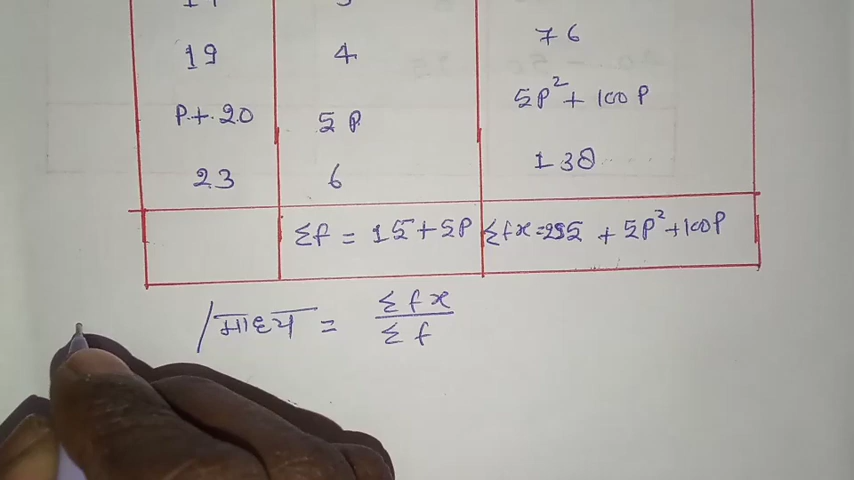 19 4 76
P+20 5P 5P²+100P
23 6 138
Σf = 15+5P Σfx=295 + 5P²+100P
माध्य = Σfx
Σf